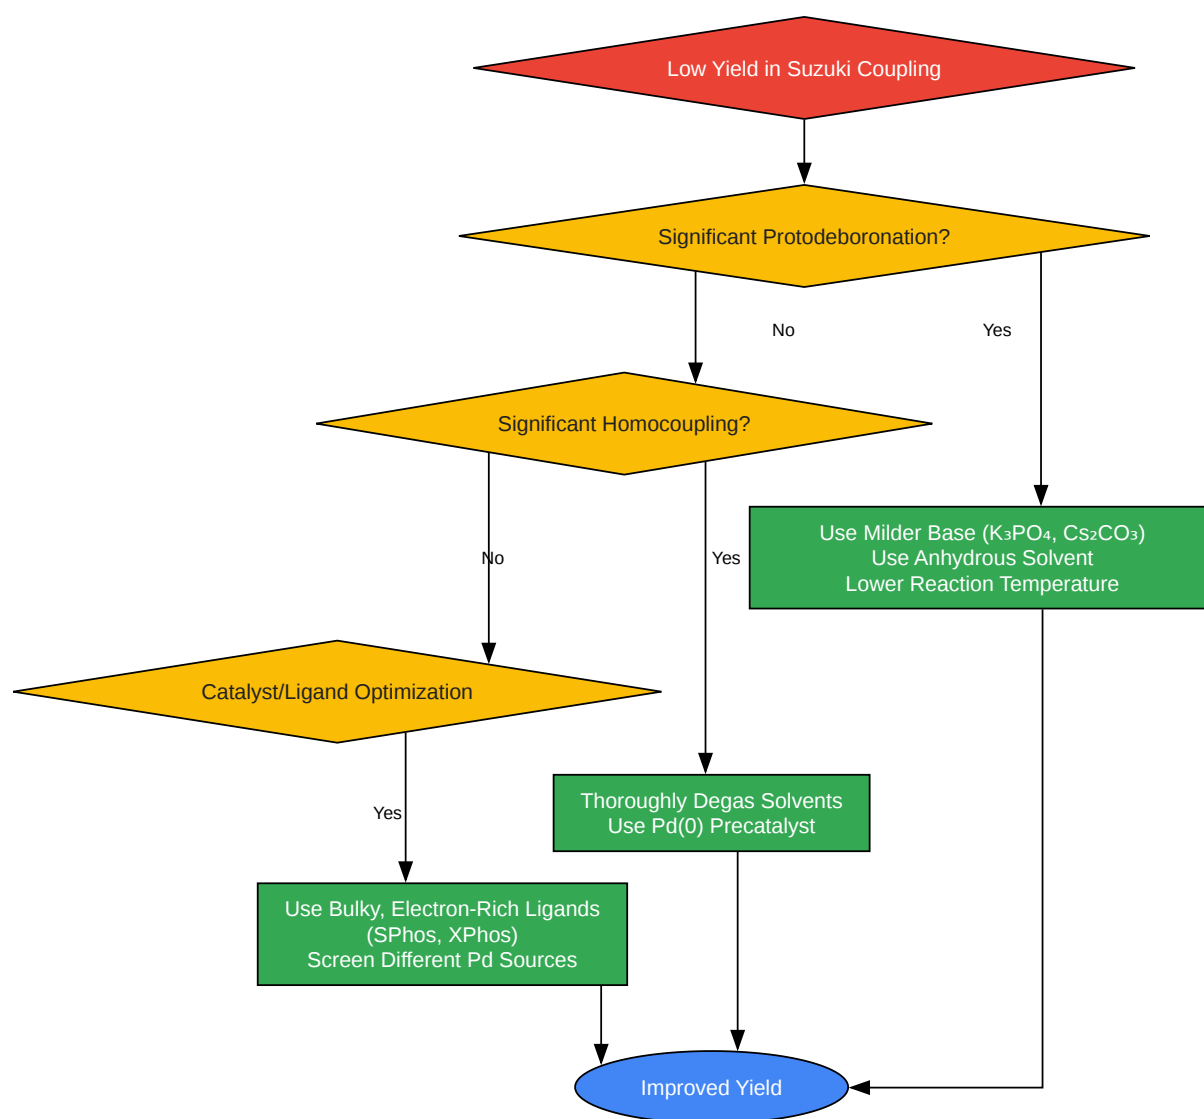 Low Yield in Suzuki Coupling
Significant Protodeboronation?
No
Yes
Significant Homocoupling?
Use Milder Base (K₃PO₄, Cs₂CO₃)
Use Anhydrous Solvent
Lower Reaction Temperature
No
Yes
Catalyst/Ligand Optimization
Thoroughly Degas Solvents
Use Pd(0) Precatalyst
Yes
Use Bulky, Electron-Rich Ligands
(SPhos, XPhos)
Screen Different Pd Sources
Improved Yield